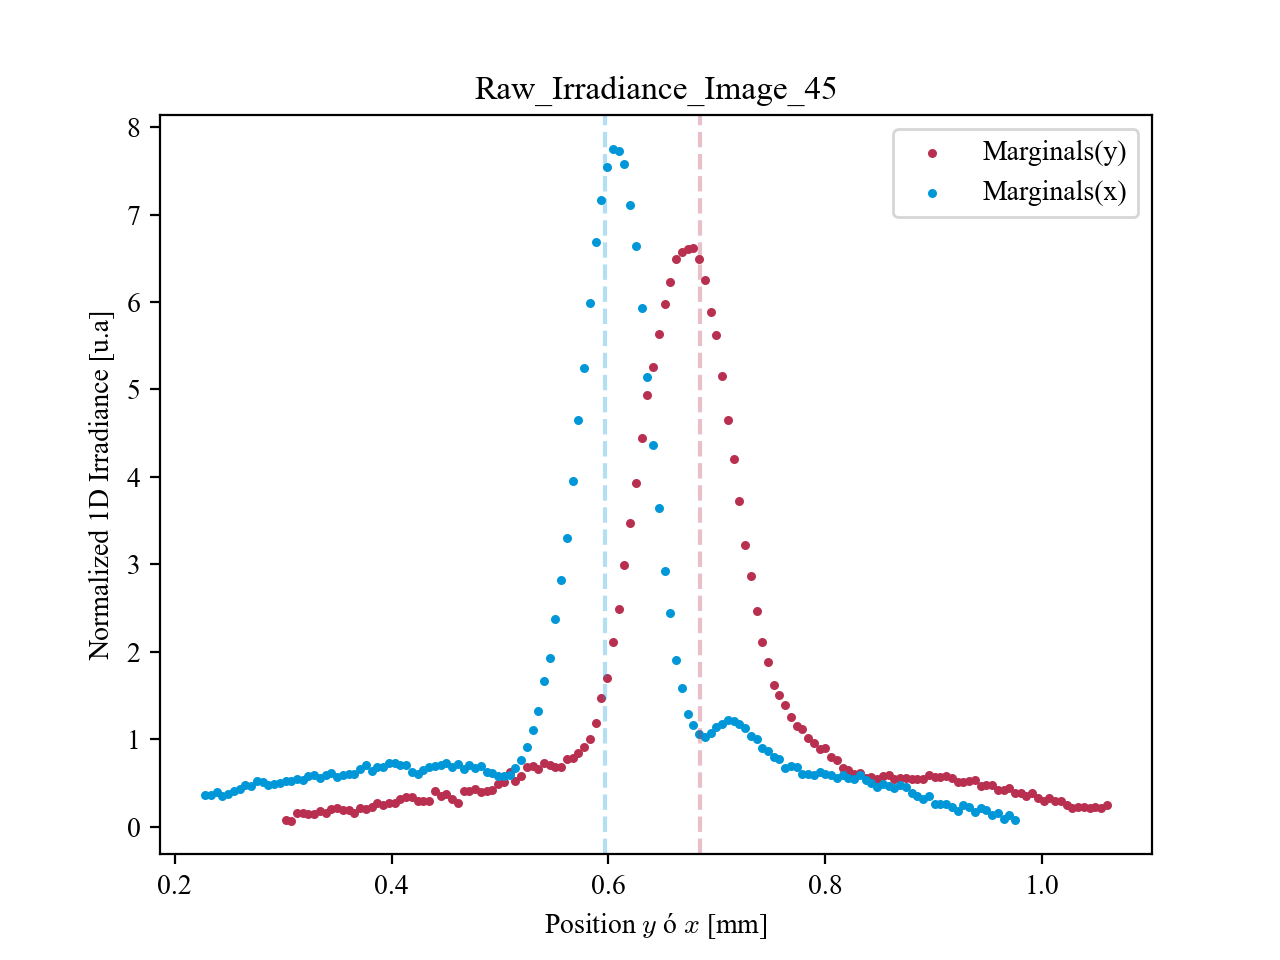 Raw_Irradiance_Image_45
Marginals(y)
Marginals(x)
Normalized 1D Irradiance [u.a]
8
7
6
5
4
3
2
1
0
0.2 0.4 0.6 0.8 1.0
Position y ó x [mm]